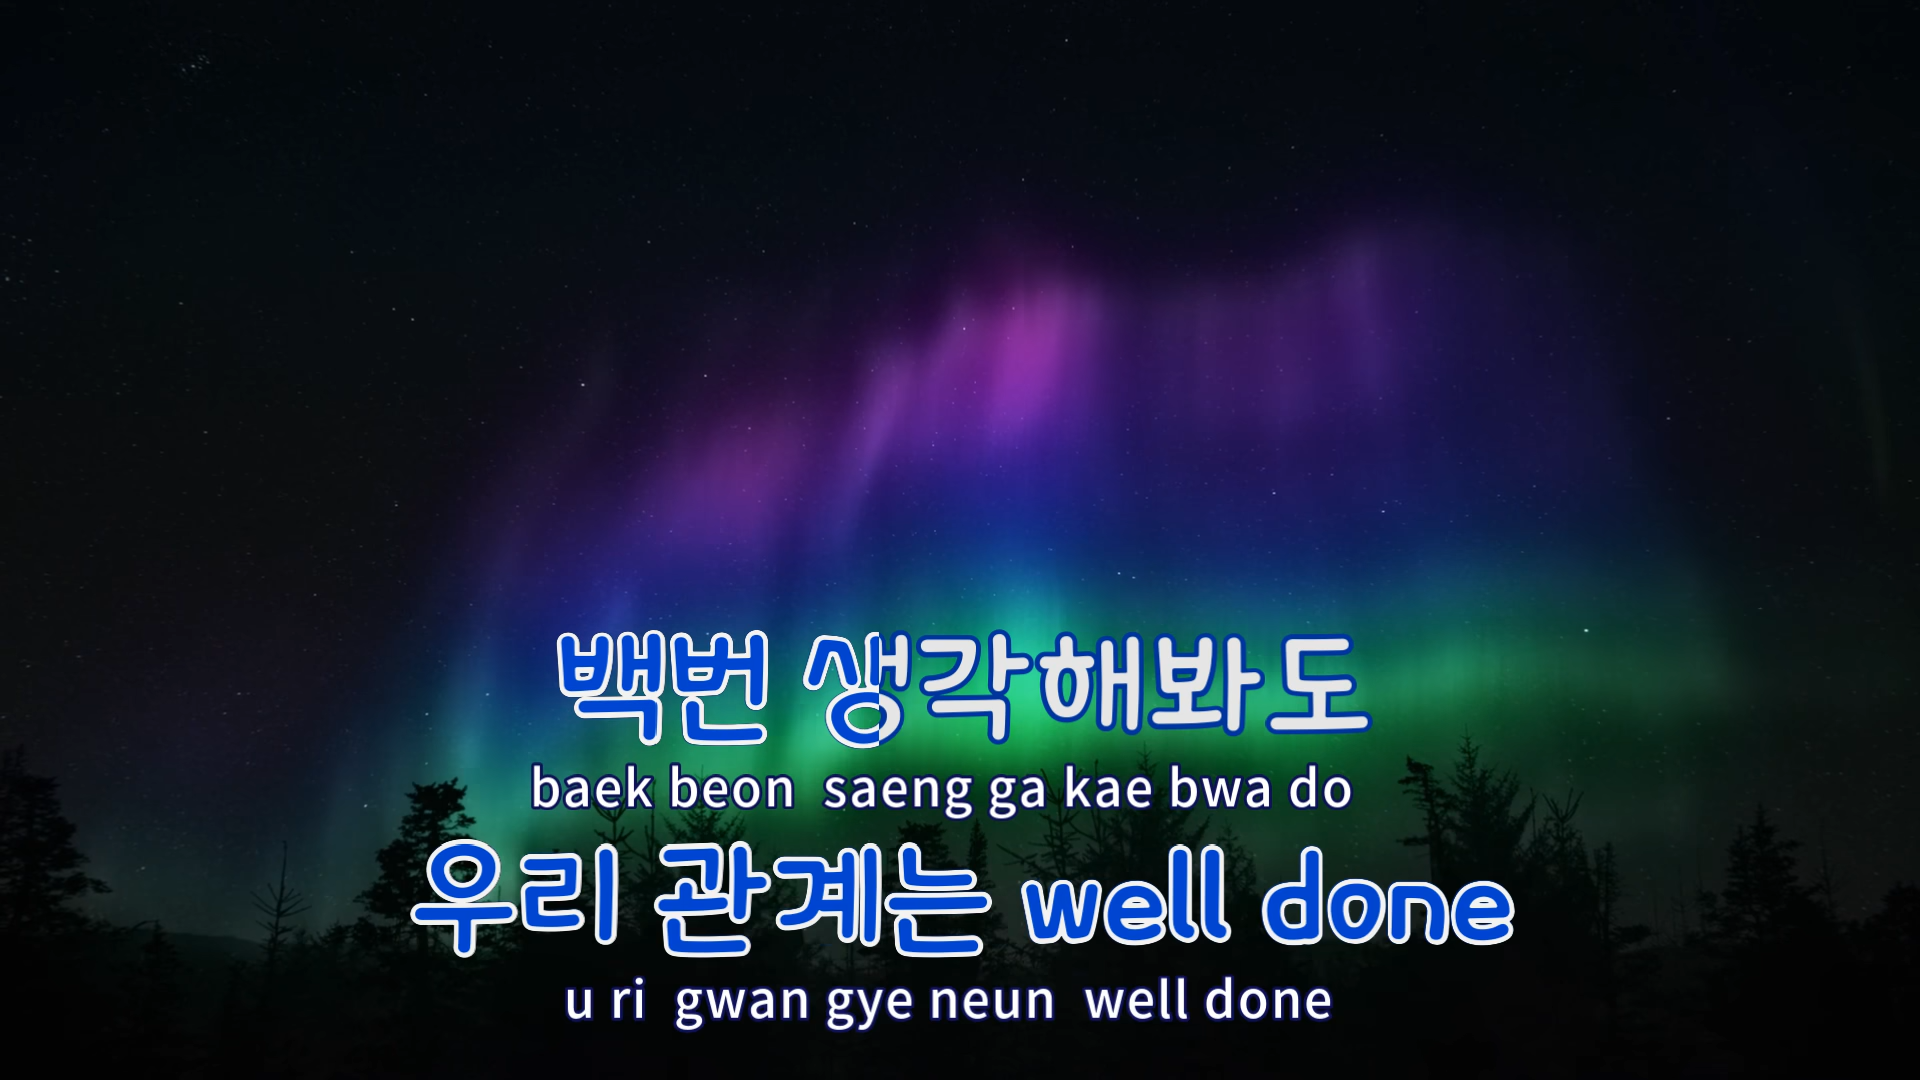 백번 생각해봐도
baek beon saeng ga kae bwa do
우리 관계는 well done
u ri gwan gye neun well done